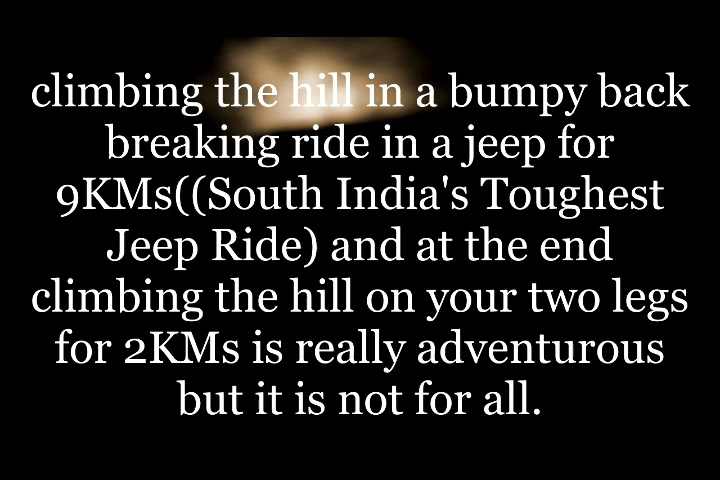 climbing the hill in a bumpy back
breaking ride in a jeep for
9KMs((South India's Toughest
Jeep Ride) and at the end
climbing the hill on your two legs
for 2KMs is really adventurous
but it is not for all.